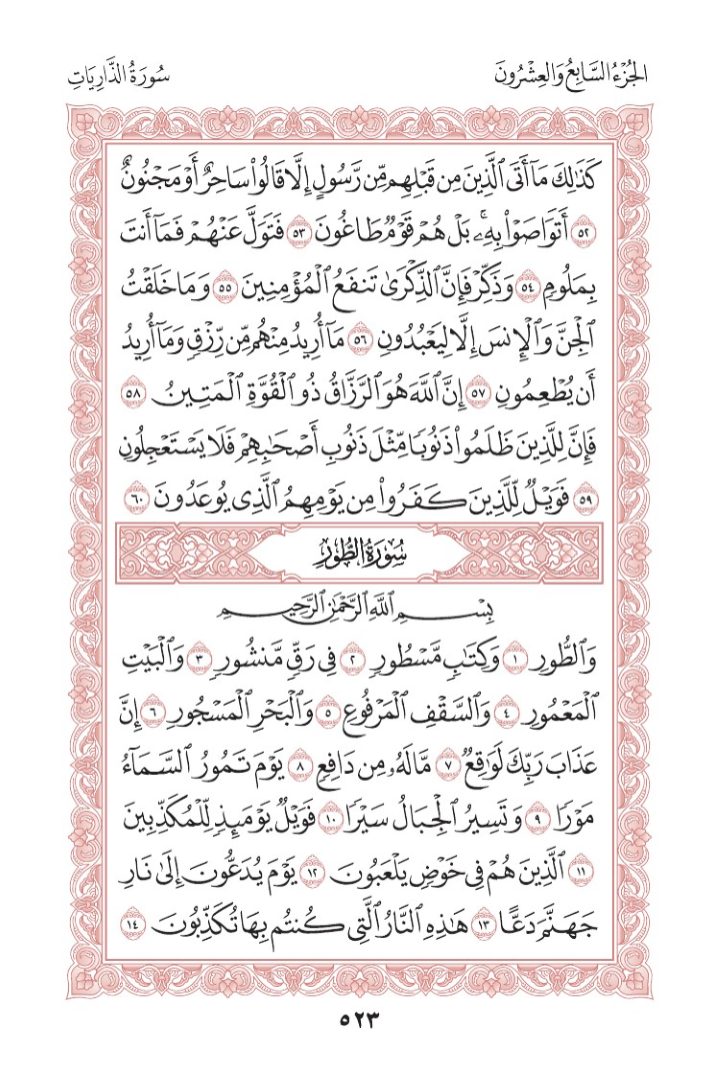 الجُزْءُ السَّابِعُ وَالعِشْرُونَ
سُورَةُ الذَّارِيَاتِ
كَذَٰلِكَ مَآ أَتَى ٱلَّذِينَ مِن قَبْلِهِم مِّن رَّسُولٍ إِلَّا قَالُوا۟ سَاحِرٌ أَوْ مَجْنُونٌ
٥٢ أَتَوَاصَوْا۟ بِهِۦ ۚ بَلْ هُمْ قَوْمٌ طَاغُونَ ٥٣ فَتَوَلَّ عَنْهُمْ فَمَآ أَنتَ
بِمَلُومٍ ٥٤ وَذَكِّرْ فَإِنَّ ٱلذِّكْرَىٰ تَنفَعُ ٱلْمُؤْمِنِينَ ٥٥ وَمَا خَلَقْتُ
ٱلْجِنَّ وَٱلْإِنسَ إِلَّا لِيَعْبُدُونِ ٥٦ مَآ أُرِيدُ مِنْهُم مِّن رِّزْقٍ وَمَآ أُرِيدُ
أَن يُطْعِمُونِ ٥٧ إِنَّ ٱللَّهَ هُوَ ٱلرَّزَّاقُ ذُو ٱلْقُوَّةِ ٱلْمَتِينُ ٥٨
فَإِنَّ لِلَّذِينَ ظَلَمُوا۟ ذَنُوبًا مِّثْلَ ذَنُوبِ أَصْحَٰبِهِمْ فَلَا يَسْتَعْجِلُونِ
٥٩ فَوَيْلٌ لِّلَّذِينَ كَفَرُوا۟ مِن يَوْمِهِمُ ٱلَّذِى يُوعَدُونَ ٦٠
سُورَةُ الطُّورِ
بِسْمِ ٱللَّهِ ٱلرَّحْمَٰنِ ٱلرَّحِيمِ
وَٱلطُّورِ ١ وَكِتَٰبٍ مَّسْطُورٍ ٢ فِى رَقٍّ مَّنشُورٍ ٣ وَٱلْبَيْتِ
ٱلْمَعْمُورِ ٤ وَٱلسَّقْفِ ٱلْمَرْفُوعِ ٥ وَٱلْبَحْرِ ٱلْمَسْجُورِ ٦ إِنَّ
عَذَابَ رَبِّكَ لَوَٰقِعٌ ٧ مَّا لَهُۥ مِن دَافِعٍ ٨ يَوْمَ تَمُورُ ٱلسَّمَآءُ
مَوْرًا ٩ وَتَسِيرُ ٱلْجِبَالُ سَيْرًا ١٠ فَوَيْلٌ يَوْمَئِذٍ لِّلْمُكَذِّبِينَ
١١ ٱلَّذِينَ هُمْ فِى خَوْضٍ يَلْعَبُونَ ١٢ يَوْمَ يُدَعُّونَ إِلَىٰ نَارِ
جَهَنَّمَ دَعًّا ١٣ هَٰذِهِ ٱلنَّارُ ٱلَّتِى كُنتُم بِهَا تُكَذِّبُونَ ١٤
٥٢٣